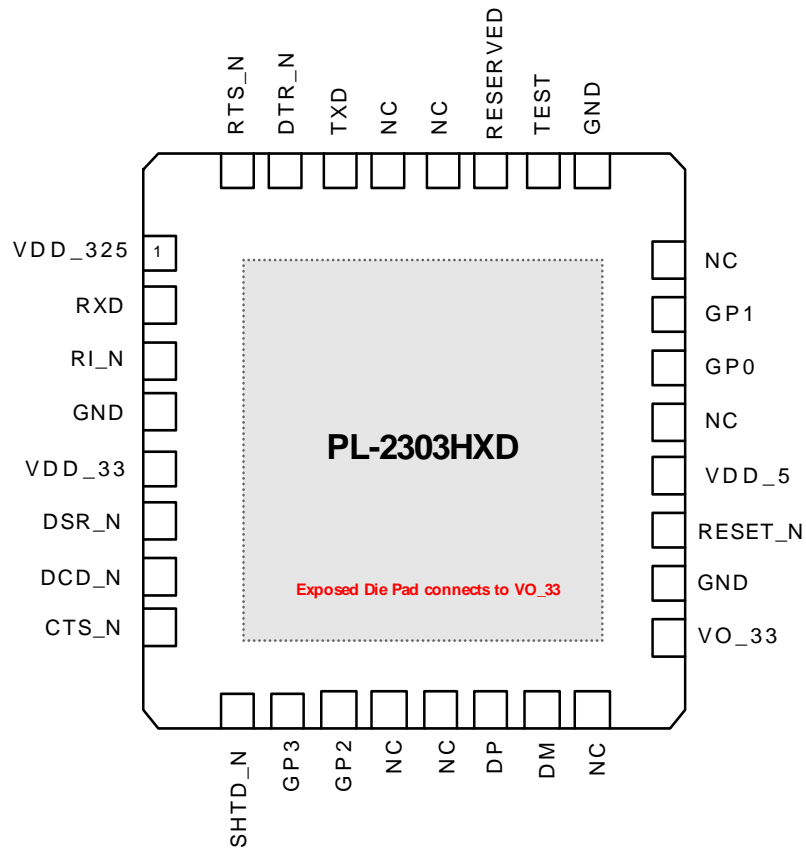 RTS_N
DTR_N
TXD
NC
NC
RESERVED
TEST
GND
VDD_325
1
RXD
RI_N
GND
VDD_33
DSR_N
DCD_N
CTS_N
PL-2303HXD
Exposed Die Pad connects to VO_33
NC
GP1
GP0
NC
VDD_5
RESET_N
GND
VO_33
SHTD_N
GP3
GP2
NC
NC
DP
DM
NC